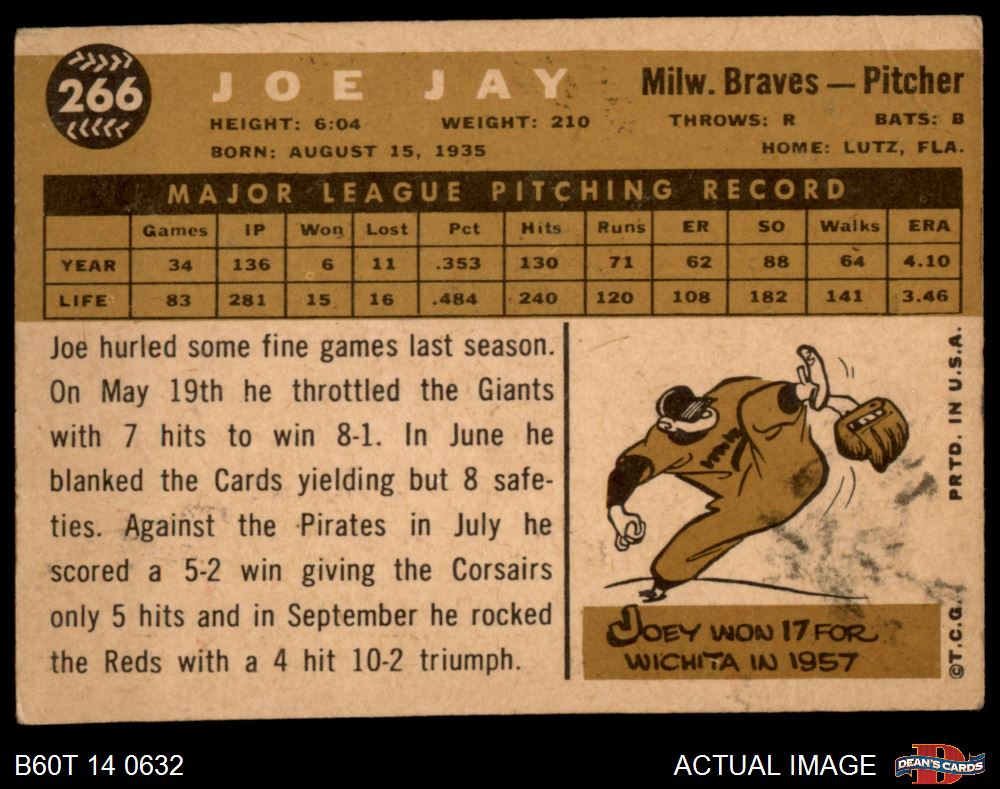 266
JOE JAY
Milw. Braves — Pitcher
HEIGHT: 6:04 WEIGHT: 210 THROWS: R BATS: B
BORN: AUGUST 15, 1935 HOME: LUTZ, FLA.
MAJOR LEAGUE PITCHING RECORD
Games IP Won Lost Pct Hits Runs ER SO Walks ERA
YEAR 34 136 6 11 .353 130 71 62 88 64 4.10
LIFE 83 281 15 16 .484 240 120 108 182 141 3.46
Joe hurled some fine games last season.
On May 19th he throttled the Giants
with 7 hits to win 8-1. In June he
blanked the Cards yielding but 8 safe-
ties. Against the Pirates in July he
scored a 5-2 win giving the Corsairs
only 5 hits and in September he rocked
the Reds with a 4 hit 10-2 triumph.
JOEY WON 17 FOR
WICHITA IN 1957
©T.C.G. PRTD. IN U.S.A.
B60T 14 0632
ACTUAL IMAGE
D
DEAN'S CARDS